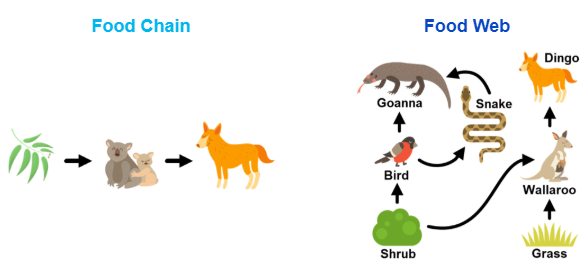 Food Chain
Food Web
Dingo
Goanna
Snake
Bird
Wallaroo
Shrub
Grass